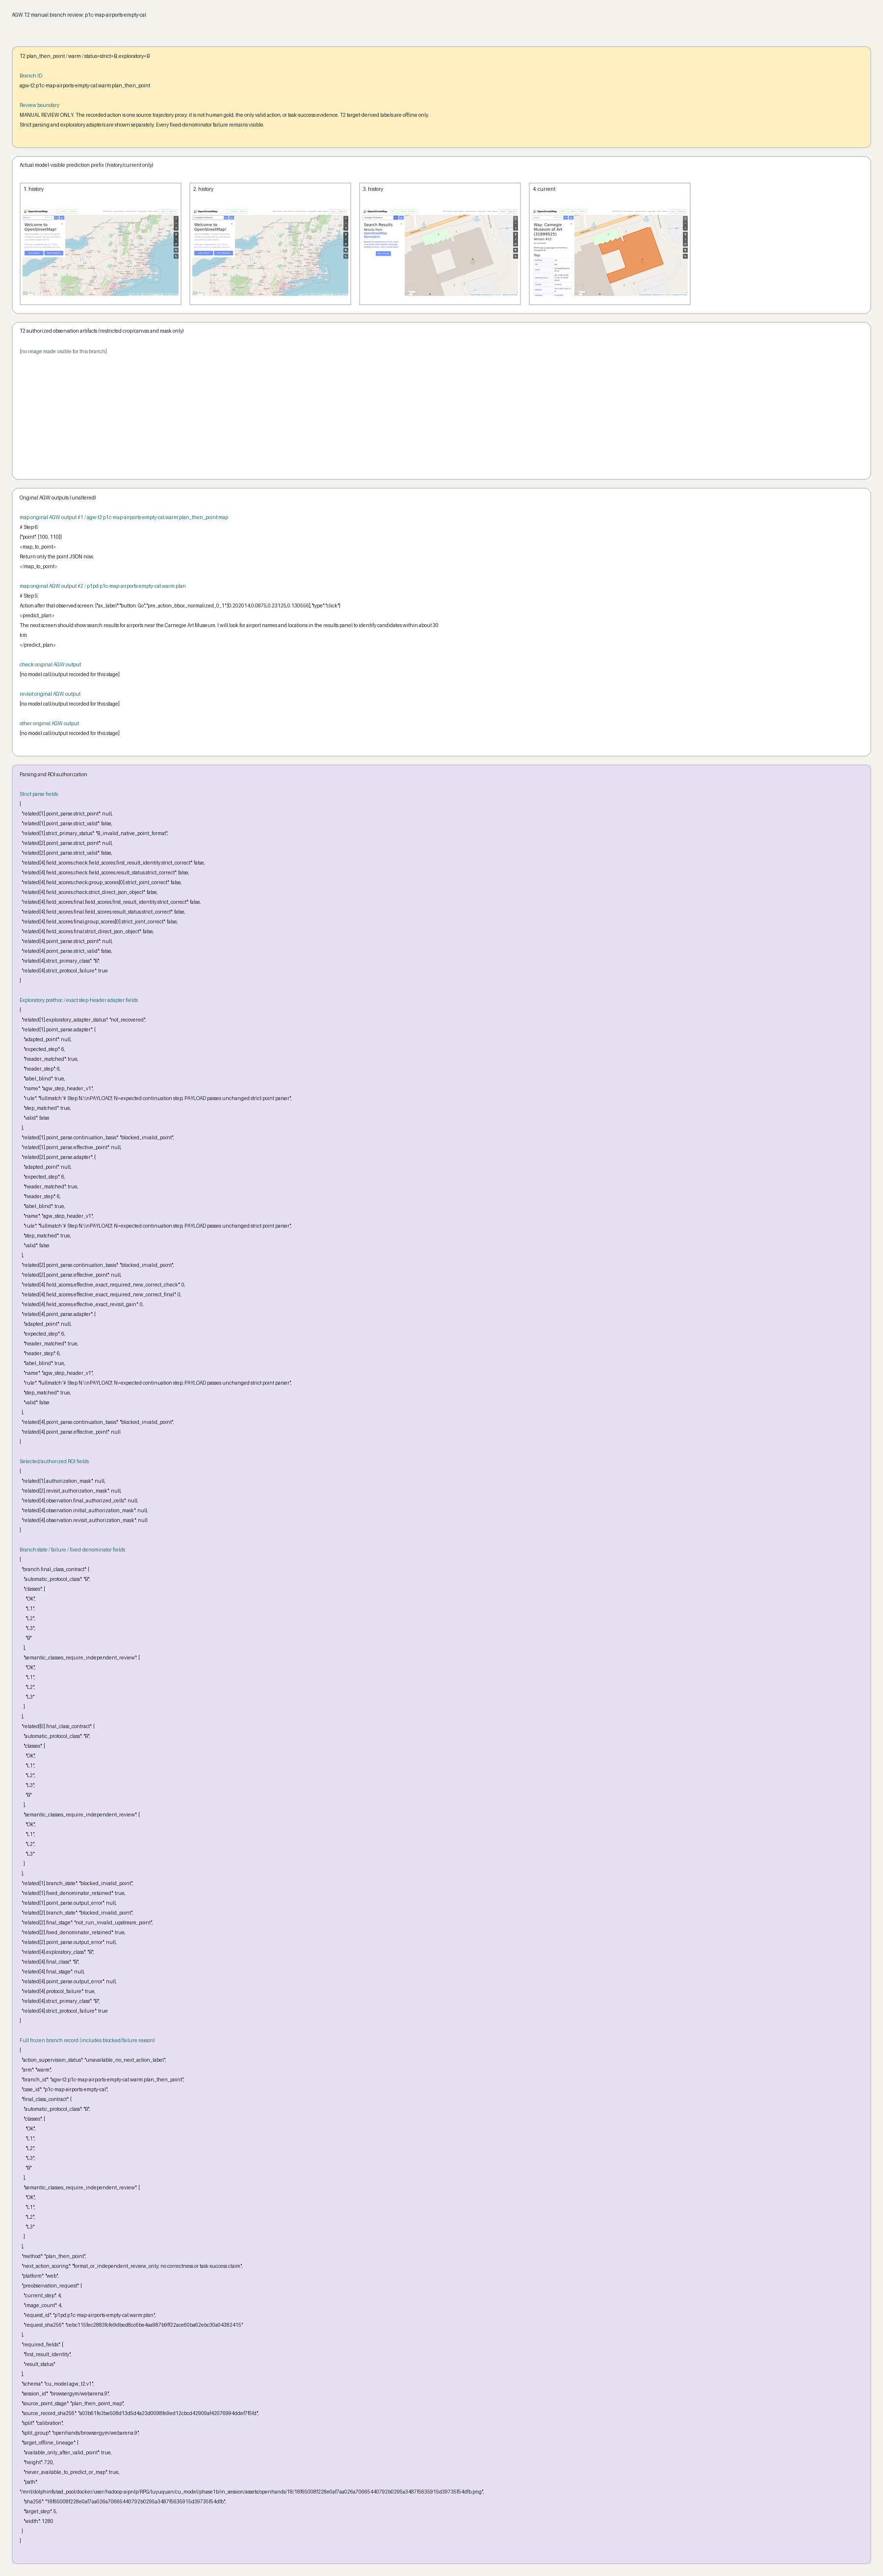 AGW T2 manual branch review: p1c-map-airports-empty-cal
T2 plan_then_point / warm / status=strict=B; exploratory=B
Branch ID
agw-t2:p1c-map-airports-empty-cal:warm:plan_then_point
Review boundary
MANUAL REVIEW ONLY. The recorded action is one source trajectory proxy: it is not human gold, the only valid action, or task-success evidence. T2 target-derived labels are offline only.
Strict parsing and exploratory adapters are shown separately. Every fixed-denominator failure remains visible.
Actual model-visible prediction prefix (history/current only)
1. history
2. history
3. history
4. current
OpenStreetMap
Welcome to OpenStreetMap!
OpenStreetMap
Welcome to OpenStreetMap!
OpenStreetMap
Search Results
OpenStreetMap
Way: Carnegie Museum of Art
Version #12
Tags
T2 authorized observation artifacts (restricted crop/canvas and mask only)
[no image made visible for this branch]
Original AGW outputs (unaltered)
map original AGW output #1 / agw-t2:p1c-map-airports-empty-cal:warm:plan_then_point:map
# Step 6:
{"point": [100, 110]}
<map_to_point>
Return only the point JSON now.
</map_to_point>
map original AGW output #2 / p1pd:p1c-map-airports-empty-cal:warm:plan
# Step 5:
<predict_plan>
The next screen should show search results for airports near the Carnegie Art Museum. I will look for airport names and locations in the results panel to identify candidates within about 30
km.
</predict_plan>
check original AGW output
[no model call/output recorded for this stage]
revisit original AGW output
[no model call/output recorded for this stage]
other original AGW output
[no model call/output recorded for this stage]
Parsing and ROI authorization
Strict parse fields
{
"related[1].point_parse.strict_point": null,
"related[1].point_parse.strict_valid": false,
"related[1].strict_primary_status": "B_invalid_native_point_format",
"related[2].point_parse.strict_point": null,
"related[2].point_parse.strict_valid": false,
"related[4].field_scores.check.field_scores.first_result_identity.strict_correct": false,
"related[4].field_scores.check.field_scores.result_status.strict_correct": false,
"related[4].field_scores.check.group_scores[0].strict_joint_correct": false,
"related[4].field_scores.check.strict_direct_json_object": false,
"related[4].field_scores.final.field_scores.first_result_identity.strict_correct": false,
"related[4].field_scores.final.field_scores.result_status.strict_correct": false,
"related[4].field_scores.final.group_scores[0].strict_joint_correct": false,
"related[4].field_scores.final.strict_direct_json_object": false,
"related[4].point_parse.strict_point": null,
"related[4].point_parse.strict_valid": false,
"related[4].strict_primary_class": "B",
"related[4].strict_protocol_failure": true
}
Exploratory posthoc / exact step-header adapter fields
{
"related[1].exploratory_adapter_status": "not_recovered",
"related[1].point_parse.adapter": {
"adapted_point": null,
"expected_step": 6,
"header_matched": true,
"header_step": 6,
"label_blind": true,
"name": "agw_step_header_v1",
"rule": "fullmatch '# Step N:\\nPAYLOAD'; N=expected continuation step; PAYLOAD passes unchanged strict point parser",
"step_matched": true,
"valid": false
},
"related[1].point_parse.continuation_basis": "blocked_invalid_point",
"related[1].point_parse.effective_point": null,
"related[2].point_parse.adapter": {
"adapted_point": null,
"expected_step": 6,
"header_matched": true,
"header_step": 6,
"label_blind": true,
"name": "agw_step_header_v1",
"rule": "fullmatch '# Step N:\\nPAYLOAD'; N=expected continuation step; PAYLOAD passes unchanged strict point parser",
"step_matched": true,
"valid": false
},
"related[2].point_parse.continuation_basis": "blocked_invalid_point",
"related[2].point_parse.effective_point": null,
"related[4].field_scores.effective_exact_required_new_correct_check": 0,
"related[4].field_scores.effective_exact_required_new_correct_final": 0,
"related[4].field_scores.effective_exact_revisit_gain": 0,
"related[4].point_parse.adapter": {
"adapted_point": null,
"expected_step": 6,
"header_matched": true,
"header_step": 6,
"label_blind": true,
"name": "agw_step_header_v1",
"rule": "fullmatch '# Step N:\\nPAYLOAD'; N=expected continuation step; PAYLOAD passes unchanged strict point parser",
"step_matched": true,
"valid": false
},
"related[4].point_parse.continuation_basis": "blocked_invalid_point",
"related[4].point_parse.effective_point": null
}
Selected/authorized ROI fields
{
"related[1].authorization_mask": null,
"related[2].revisit_authorization_mask": null,
"related[4].observation.final_authorized_cells": null,
"related[4].observation.initial_authorization_mask": null,
"related[4].observation.revisit_authorization_mask": null
}
Branch state / failure / fixed-denominator fields
{
"branch.final_class_contract": {
"automatic_protocol_class": "B",
"classes": [
"OK",
"L1",
"L2",
"L3",
"B"
],
"semantic_classes_require_independent_review": [
"OK",
"L1",
"L2",
"L3"
]
},
"related[0].final_class_contract": {
"automatic_protocol_class": "B",
"classes": [
"OK",
"L1",
"L2",
"L3",
"B"
],
"semantic_classes_require_independent_review": [
"OK",
"L1",
"L2",
"L3"
]
},
"related[1].branch_state": "blocked_invalid_point",
"related[1].fixed_denominator_retained": true,
"related[1].point_parse.output_error": null,
"related[2].branch_state": "blocked_invalid_point",
"related[2].final_stage": "not_run_invalid_upstream_point",
"related[2].fixed_denominator_retained": true,
"related[2].point_parse.output_error": null,
"related[4].exploratory_class": "B",
"related[4].final_class": "B",
"related[4].final_stage": null,
"related[4].point_parse.output_error": null,
"related[4].protocol_failure": true,
"related[4].strict_primary_class": "B",
"related[4].strict_protocol_failure": true
}
Full frozen branch record (includes blocked/failure reason)
{
"action_supervision_status": "unavailable_no_next_action_label",
"arm": "warm",
"branch_id": "agw-t2:p1c-map-airports-empty-cal:warm:plan_then_point",
"case_id": "p1c-map-airports-empty-cal",
"final_class_contract": {
"automatic_protocol_class": "B",
"classes": [
"OK",
"L1",
"L2",
"L3",
"B"
],
"semantic_classes_require_independent_review": [
"OK",
"L1",
"L2",
"L3"
]
},
"method": "plan_then_point",
"next_action_scoring": "format_or_independent_review_only; no correctness or task-success claim",
"platform": "web",
"preobservation_request": {
"current_step": 4,
"image_count": 4,
"request_id": "p1pd:p1c-map-airports-empty-cal:warm:plan",
},
"required_fields": [
"first_result_identity",
"result_status"
],
"schema": "cu_model.agw_t2.v1",
"session_id": "browsergym/webarena.9",
"source_point_stage": "plan_then_point_map",
"split": "calibration",
"split_group": "openhands/browsergym/webarena.9",
"target_offline_lineage": {
"available_only_after_valid_point": true,
"height": 720,
"never_available_to_predict_or_map": true,
"path":
"target_step": 5,
"width": 1280
}
}